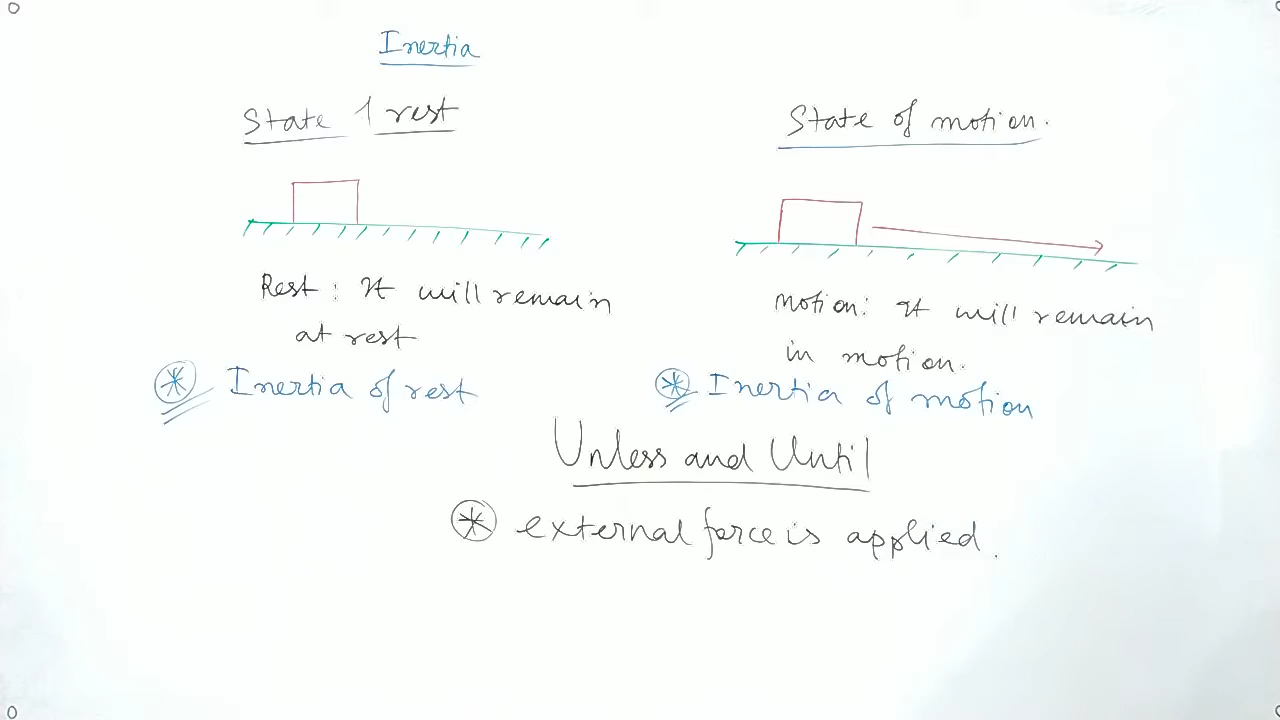 Inertia
State of rest
State of motion.
Rest: It will remain
at rest
Motion: It will remain
in motion.
Inertia of rest
Inertia of motion
Unless and Until
external force is applied.